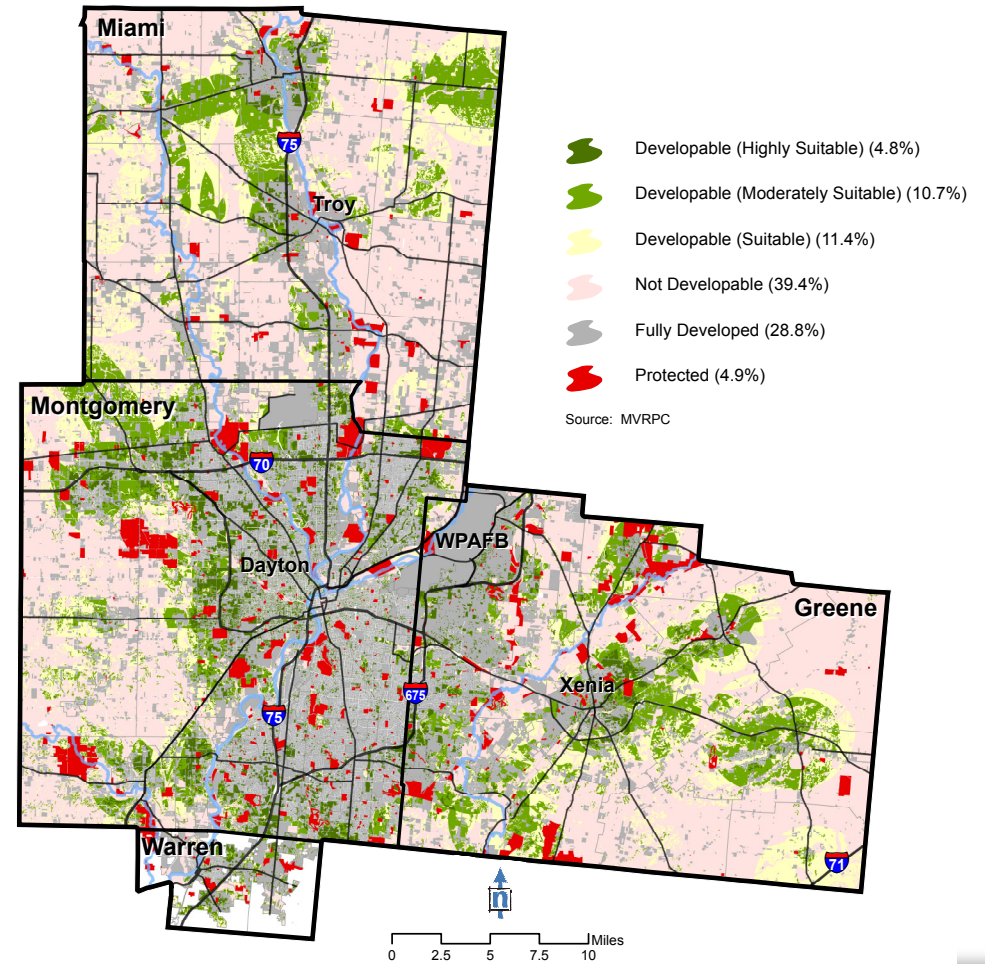 Miami
75
Troy
Developable (Highly Suitable) (4.8%)
Developable (Moderately Suitable) (10.7%)
Developable (Suitable) (11.4%)
Not Developable (39.4%)
Fully Developed (28.8%)
Protected (4.9%)
Source: MVRPC
Montgomery
70
WPAFB
Dayton
Greene
Xenia
675
75
Warren
71
n
Miles
0 2.5 5 7.5 10